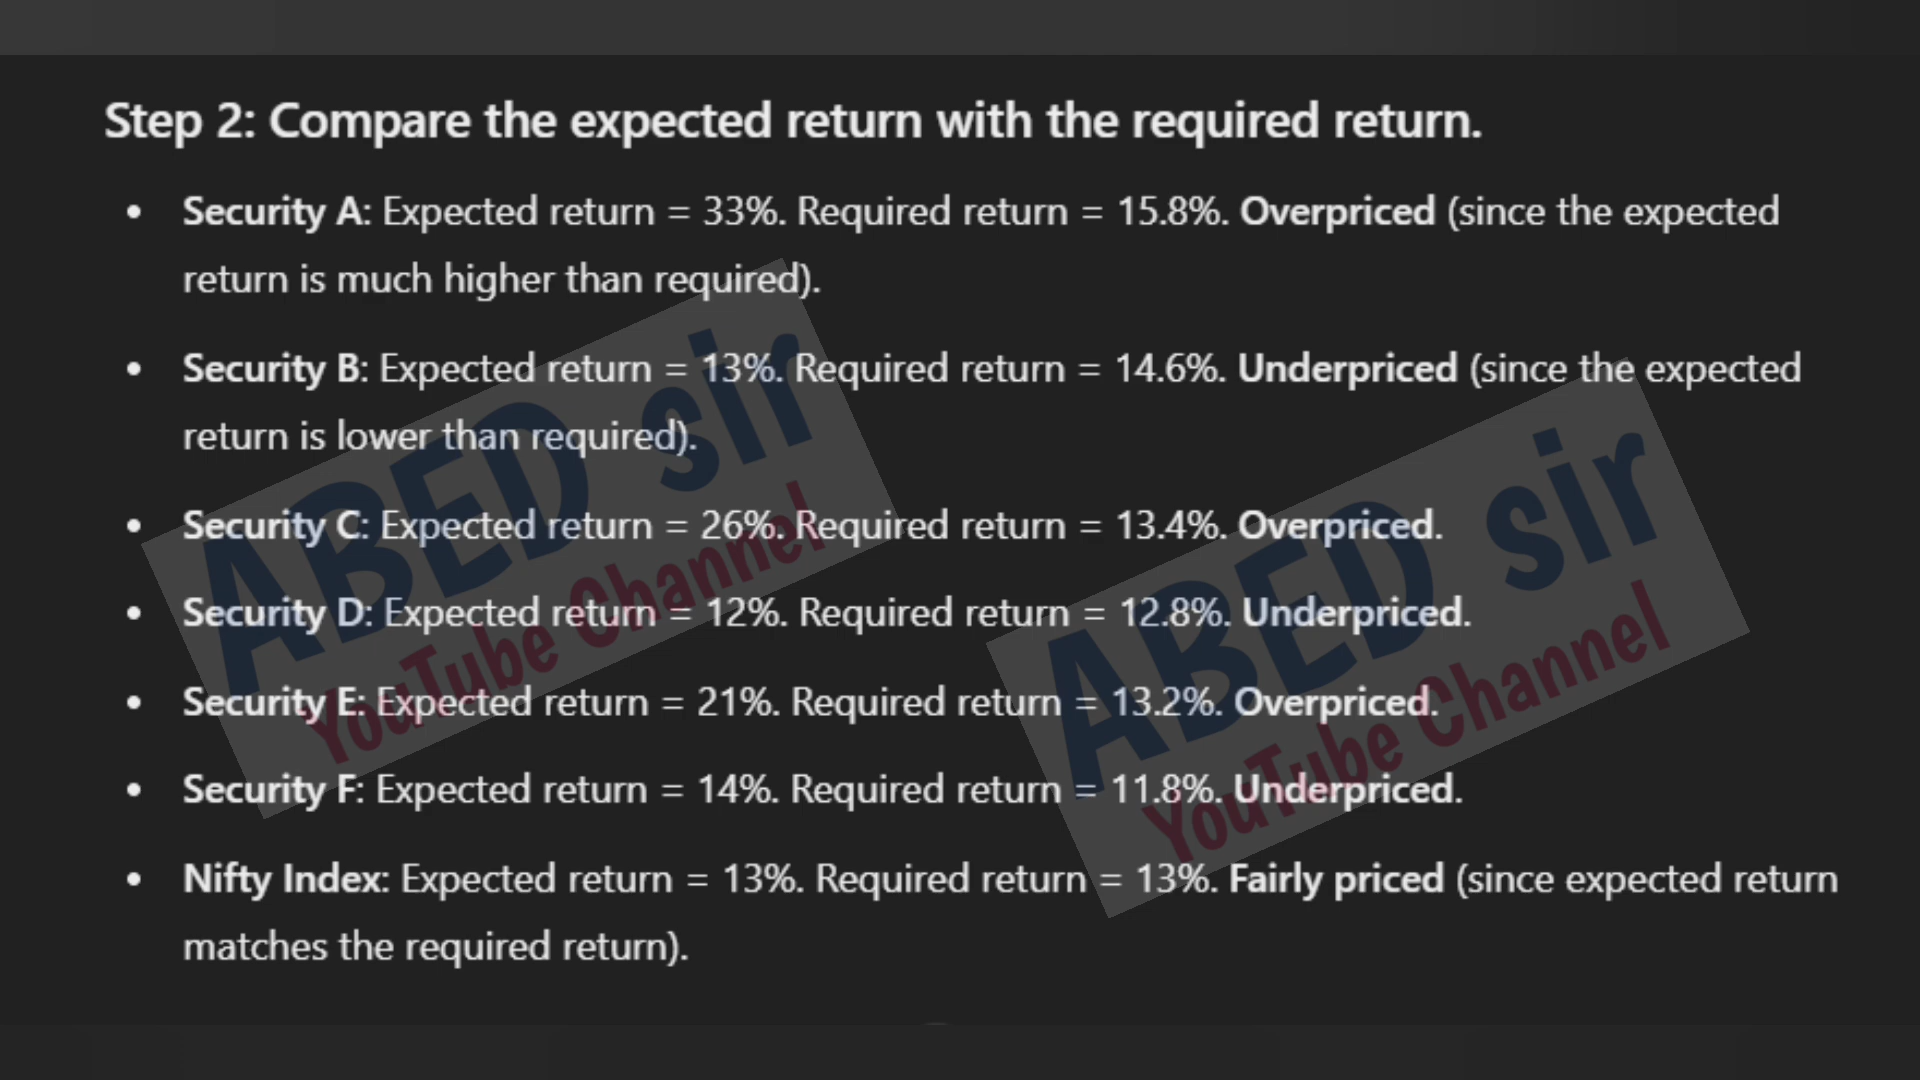 Step 2: Compare the expected return with the required return.
• Security A: Expected return = 33%. Required return = 15.8%. Overpriced (since the expected
return is much higher than required).
• Security B: Expected return = 13%. Required return = 14.6%. Underpriced (since the expected
return is lower than required).
• Security C: Expected return = 26%. Required return = 13.4%. Overpriced.
• Security D: Expected return = 12%. Required return = 12.8%. Underpriced.
• Security E: Expected return = 21%. Required return = 13.2%. Overpriced.
• Security F: Expected return = 14%. Required return = 11.8%. Underpriced.
• Nifty Index: Expected return = 13%. Required return = 13%. Fairly priced (since expected return
matches the required return).
ABED sir
YouTube Channel
ABED sir
YouTube Channel